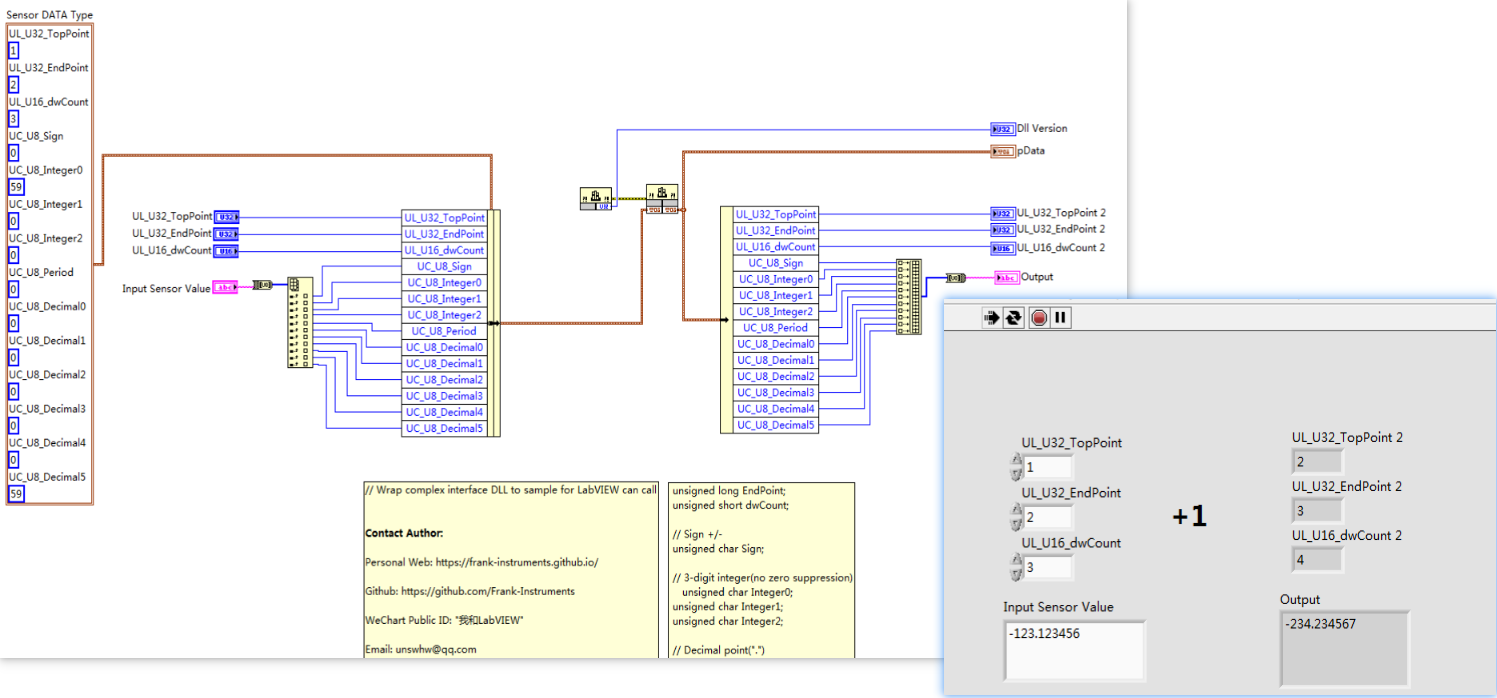 Sensor DATA Type
UL_U32_TopPoint
1
UL_U32_EndPoint
2
UL_U16_dwCount
3
UC_U8_Sign
0
UC_U8_Integer0
59
UC_U8_Integer1
0
UC_U8_Integer2
0
UC_U8_Period
0
UC_U8_Decimal0
0
UC_U8_Decimal1
0
UC_U8_Decimal2
0
UC_U8_Decimal3
0
UC_U8_Decimal4
0
UC_U8_Decimal5
59
UL_U32_TopPoint U32
UL_U32_EndPoint U32
UL_U16_dwCount U16
Input Sensor Value abc
UL_U32_TopPoint
UL_U32_EndPoint
UL_U16_dwCount
UC_U8_Sign
UC_U8_Integer0
UC_U8_Integer1
UC_U8_Integer2
UC_U8_Period
UC_U8_Decimal0
UC_U8_Decimal1
UC_U8_Decimal2
UC_U8_Decimal3
UC_U8_Decimal4
UC_U8_Decimal5
U32 Dll Version
pData
UL_U32_TopPoint
UL_U32_EndPoint
UL_U16_dwCount
UC_U8_Sign
UC_U8_Integer0
UC_U8_Integer1
UC_U8_Integer2
UC_U8_Period
UC_U8_Decimal0
UC_U8_Decimal1
UC_U8_Decimal2
UC_U8_Decimal3
UC_U8_Decimal4
UC_U8_Decimal5
U32 UL_U32_TopPoint 2
U32 UL_U32_EndPoint 2
U16 UL_U16_dwCount 2
abc Output
// Wrap complex interface DLL to sample for LabVIEW can call
Contact Author:
Personal Web: https://frank-instruments.github.io/
Github: https://github.com/Frank-Instruments
WeChart Public ID: "我和LabVIEW"
Email: unswhw@qq.com
unsigned long EndPoint;
unsigned short dwCount;
// Sign +/-
unsigned char Sign;
// 3-digit integer(no zero suppression)
unsigned char Integer0;
unsigned char Integer1;
unsigned char Integer2;
// Decimal point(".")
UL_U32_TopPoint
1
UL_U32_EndPoint
2
UL_U16_dwCount
3
Input Sensor Value
-123.123456
+1
UL_U32_TopPoint 2
2
UL_U32_EndPoint 2
3
UL_U16_dwCount 2
4
Output
-234.234567